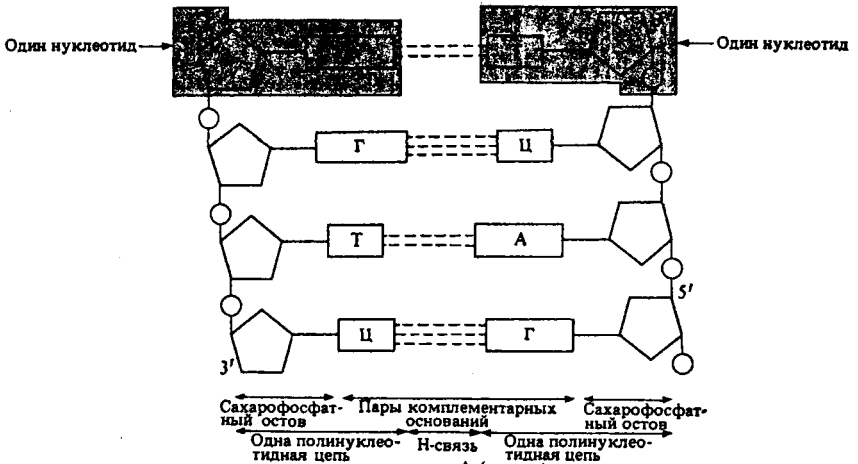 Один нуклеотид
Один нуклеотид
Г
Ц
Т
А
5'
Ц
Г
3'
Сахарофосфат-
ный остов
Пары комплементарных
оснований
Сахарофосфат-
ный остов
Одна полинуклео-
тидная цепь
Н-связь
Одна полинуклео-
тидная цепь